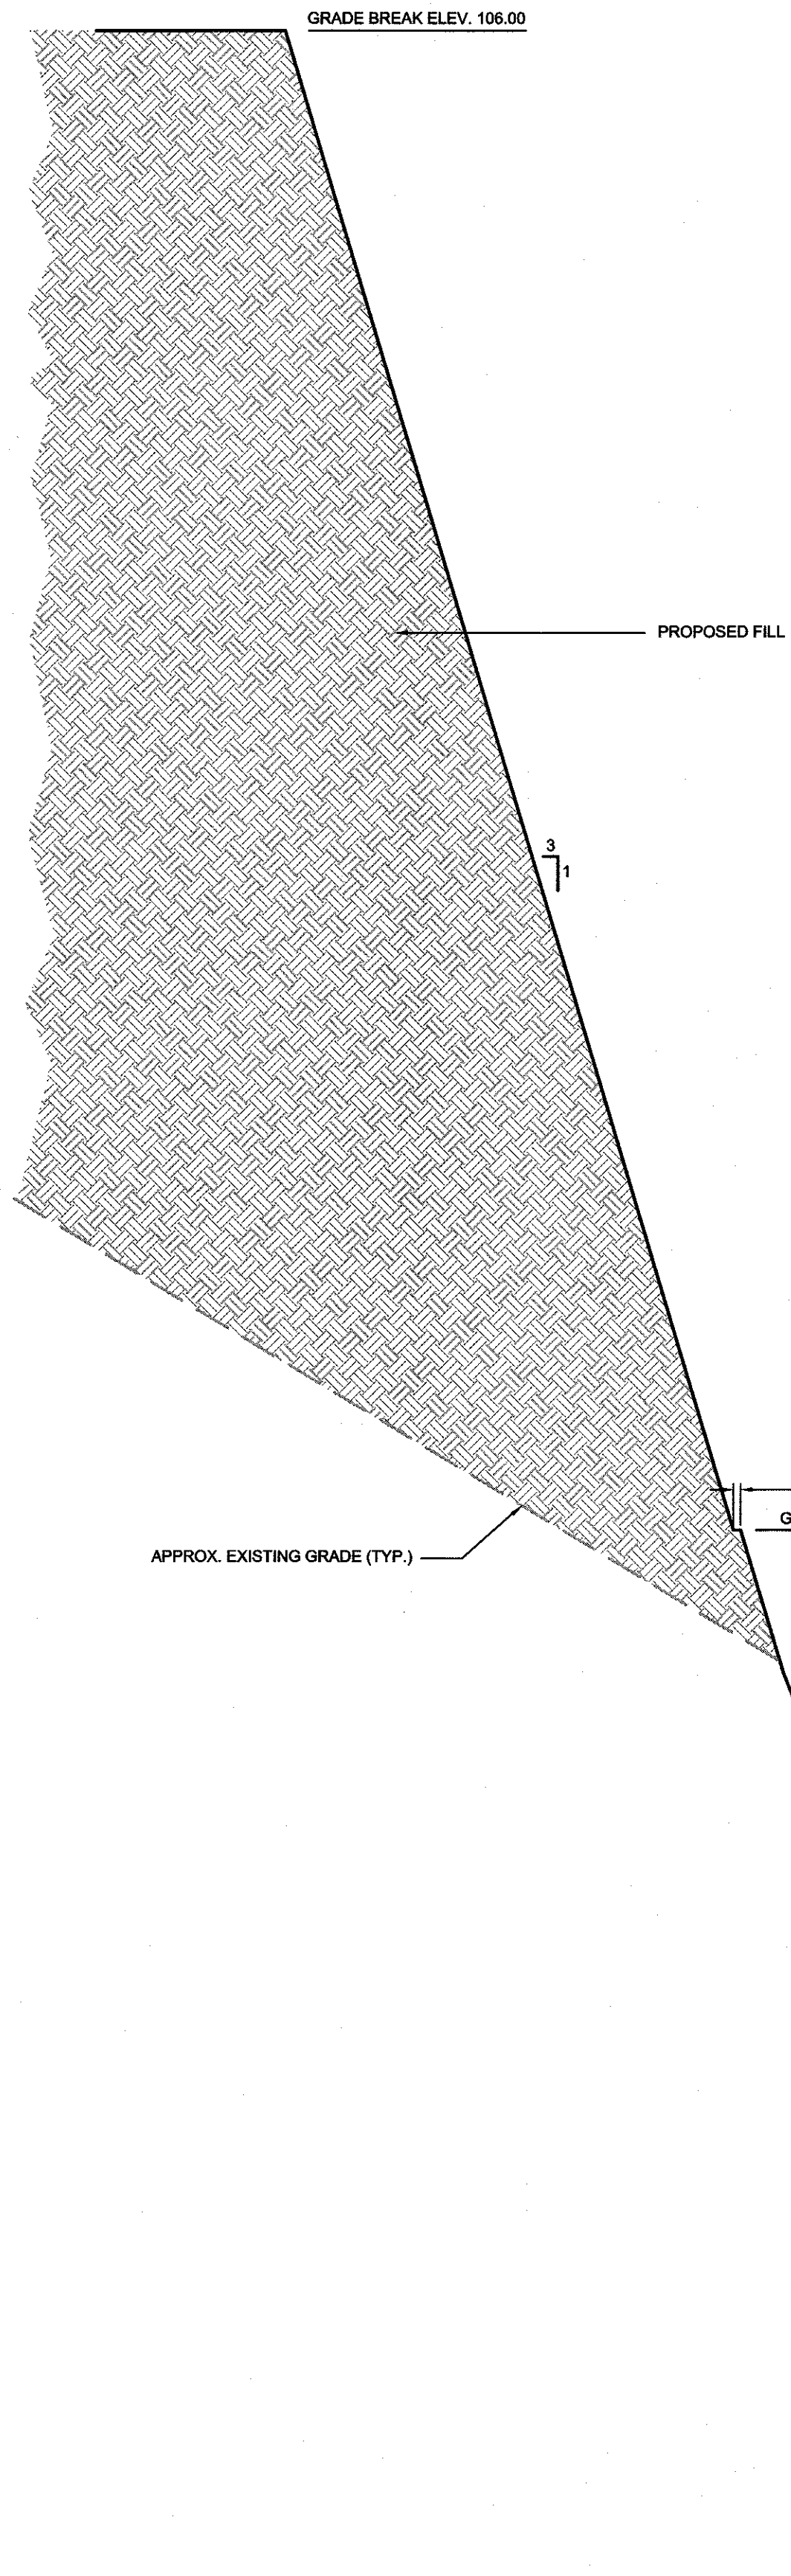 GRADE BREAK ELEV. 106.00
PROPOSED FILL
3
1
G
APPROX. EXISTING GRADE (TYP.)